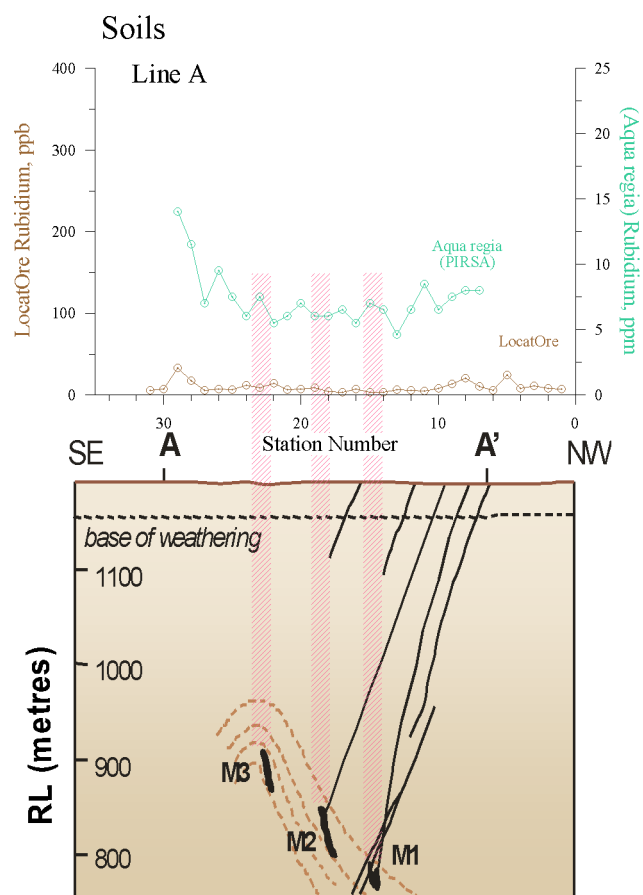 Soils
Line A
400
300
200
100
0
LocatOre Rubidium, ppb
25
20
15
10
5
0
(Aqua regia) Rubidium, ppm
Aqua regia
(PIRSA)
LocatOre
30
20
10
0
Station Number
SE
A
A'
NW
base of weathering
1100
1000
900
800
RL (metres)
M3
M2
M1